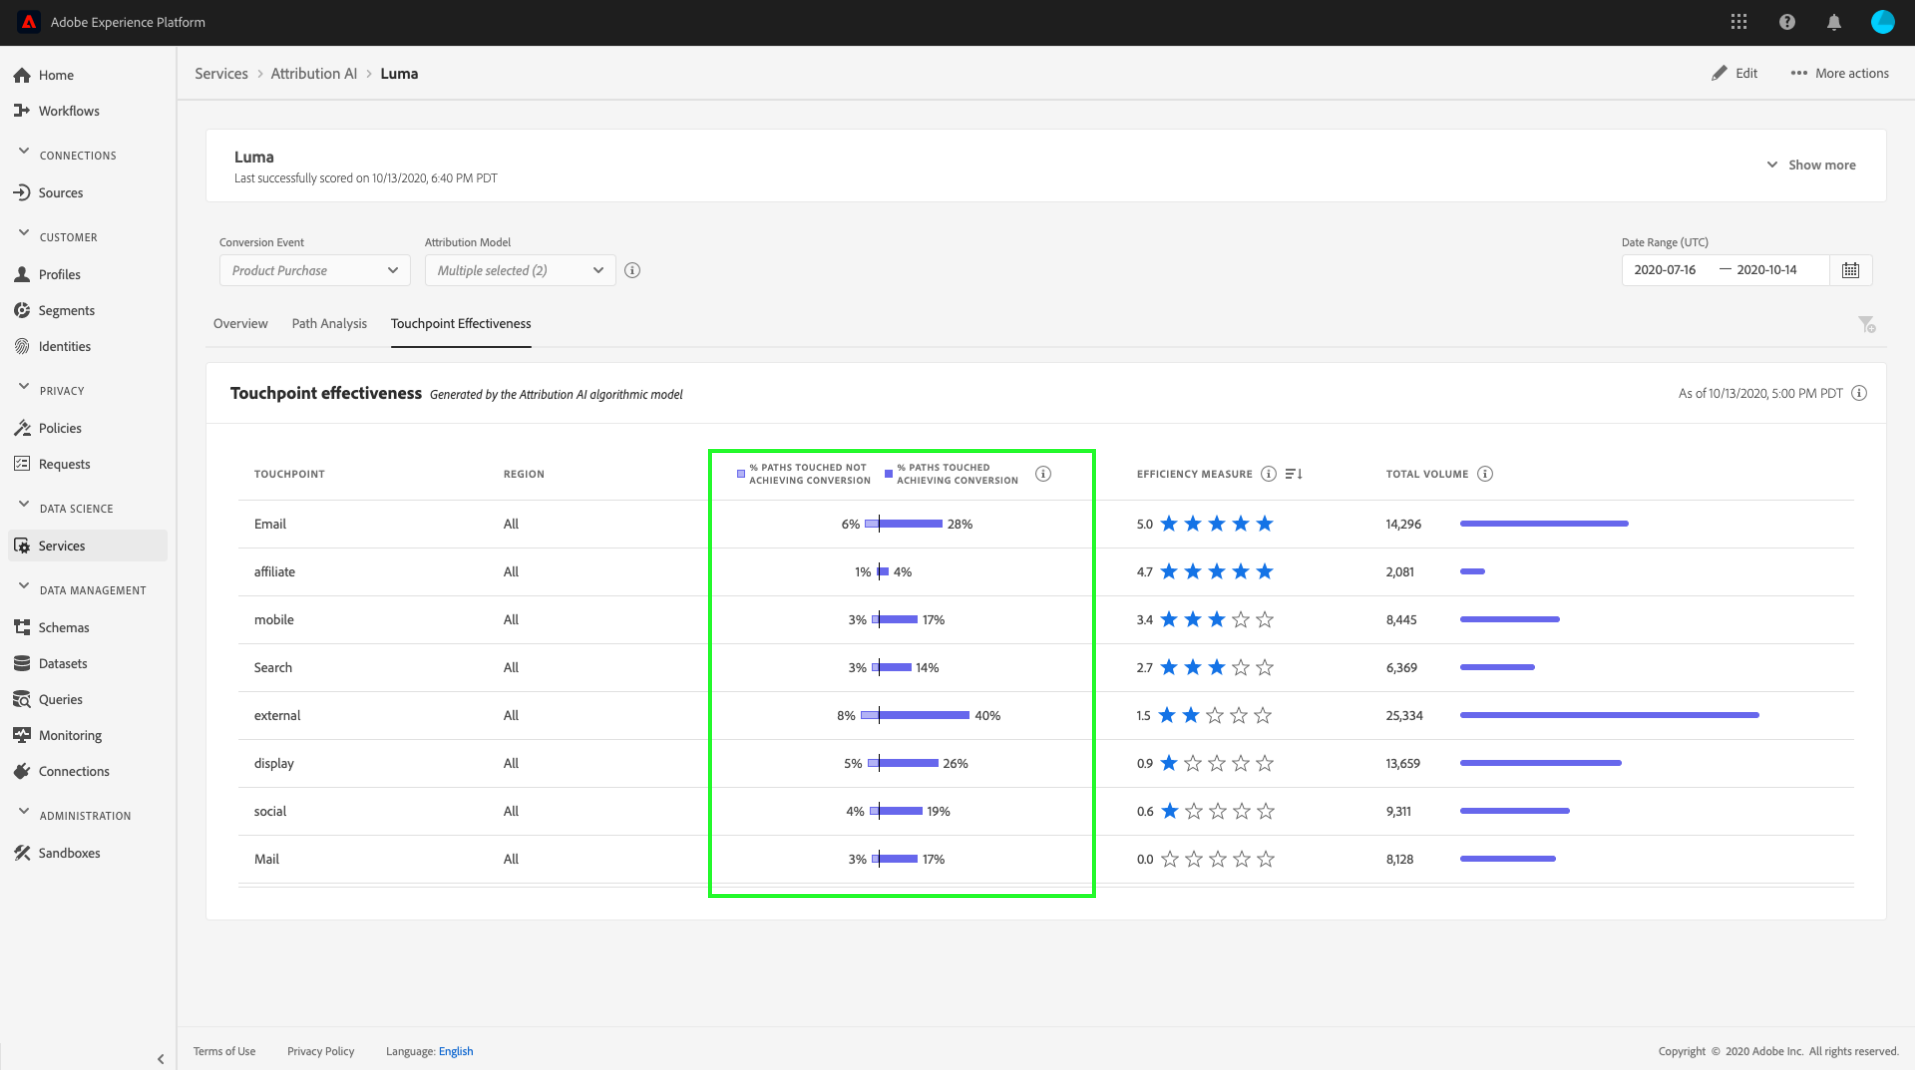 Adobe Experience Platform
Home
Workflows
CONNECTIONS
Sources
CUSTOMER
Profiles
Segments
Identities
PRIVACY
Policies
Requests
DATA SCIENCE
Services
DATA MANAGEMENT
Schemas
Datasets
Queries
Monitoring
Connections
ADMINISTRATION
Sandboxes
Services > Attribution AI > Luma
Edit
More actions
Luma
Last successfully scored on 10/13/2020, 6:40 PM PDT
Show more
Conversion Event
Product Purchase
Attribution Model
Multiple selected (2)
Date Range (UTC)
2020-07-16 — 2020-10-14
Overview Path Analysis Touchpoint Effectiveness
Touchpoint effectiveness Generated by the Attribution AI algorithmic model
As of 10/13/2020, 5:00 PM PDT
TOUCHPOINT
REGION
% PATHS TOUCHED NOT
ACHIEVING CONVERSION
% PATHS TOUCHED
ACHIEVING CONVERSION
EFFICIENCY MEASURE
TOTAL VOLUME
Email All 6% 28% 5.0 14,296
affiliate All 1% 4% 4.7 2,081
mobile All 3% 17% 3.4 8,445
Search All 3% 14% 2.7 6,369
external All 8% 40% 1.5 25,334
display All 5% 26% 0.9 13,659
social All 4% 19% 0.6 9,311
Mail All 3% 17% 0.0 8,128
Terms of Use Privacy Policy Language: English
Copyright © 2020 Adobe Inc. All rights reserved.